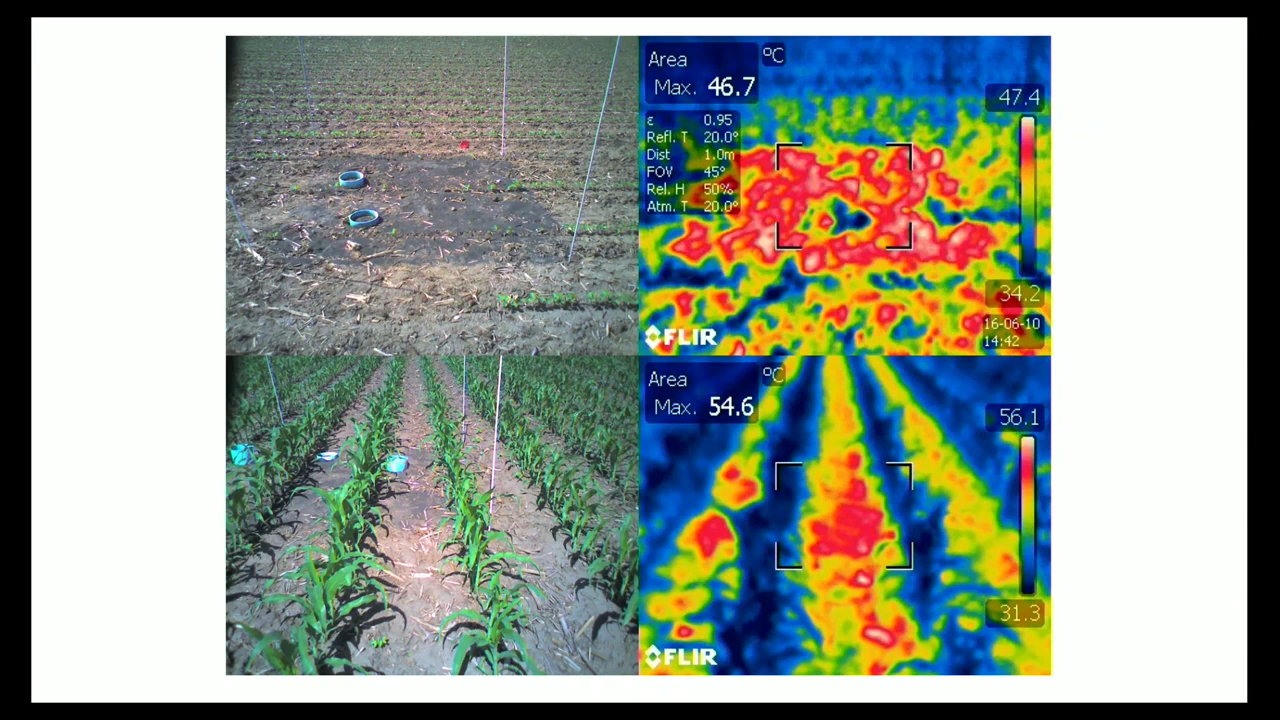 Area
Max. 46.7
°C
47.4
ε 0.95
Refl. T 20.0°
Dist 1.0m
FOV 45°
Rel. H 50%
Atm. T 20.0°
34.2
16-06-10
14:42
FLIR
Area
Max. 54.6
°C
56.1
31.3
FLIR